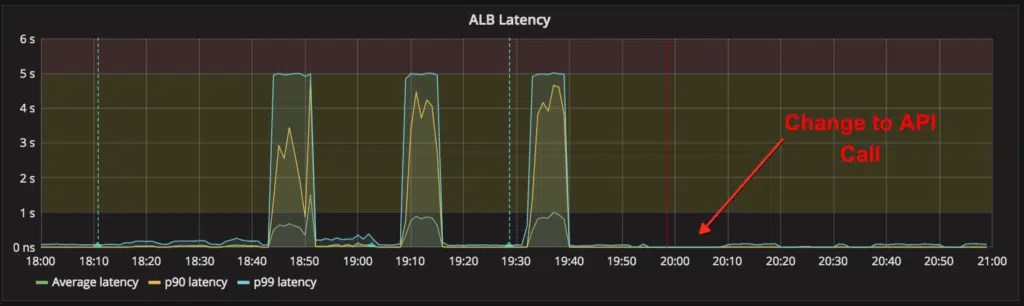 ALB Latency
6 s
5 s
4 s
3 s
2 s
1 s
0 ns
Change to API
Call
18:00 18:10 18:20 18:30 18:40 18:50 19:00 19:10 19:20 19:30 19:40 19:50 20:00 20:10 20:20 20:30 20:40 20:50 21:00
Average latency p90 latency p99 latency